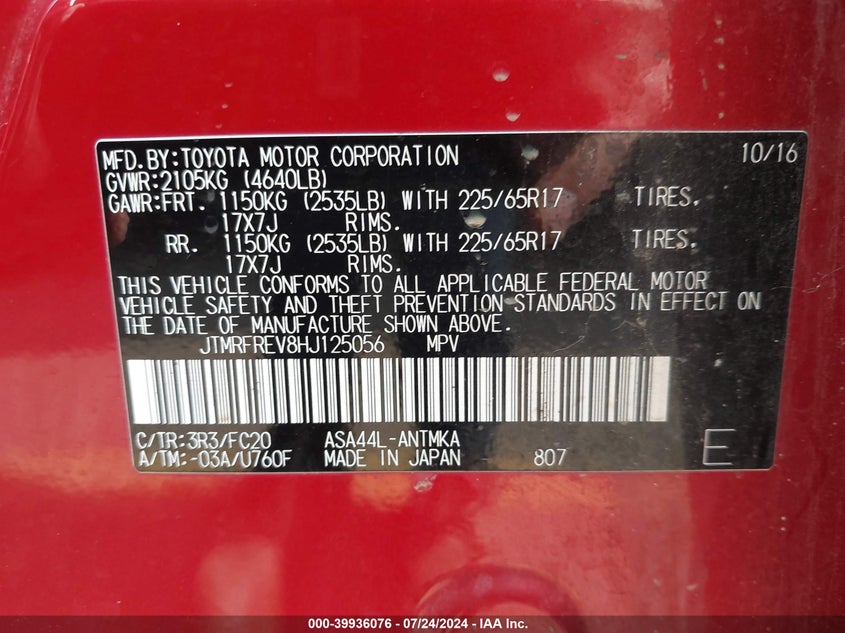 MFD.BY:TOYOTA MOTOR CORPORATION 10/16
GVWR:2105KG (4640LB)
GAWR:FRT. 1150KG (2535LB) WITH 225/65R17 TIRES.
17X7J RIMS.
RR. 1150KG (2535LB) WITH 225/65R17 TIRES.
17X7J RIMS.
THIS VEHICLE CONFORMS TO ALL APPLICABLE FEDERAL MOTOR
VEHICLE SAFETY AND THEFT PREVENTION STANDARDS IN EFFECT ON
THE DATE OF MANUFACTURE SHOWN ABOVE.
JTMRFREV8HJ125056 MPV
C/TR:3R3/FC20 ASA44L-ANTMKA
A/TM:-03A/U760F MADE IN JAPAN 807 E
000-39936076 - 07/24/2024 - IAA Inc.